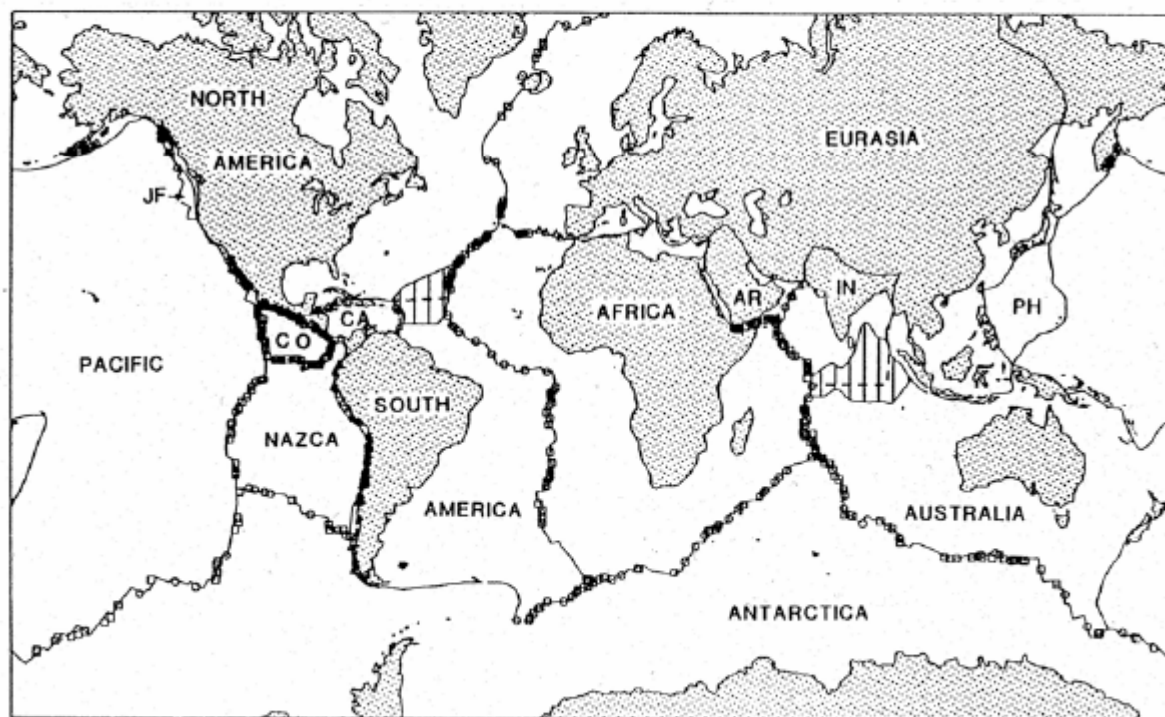 NORTH
AMERICA
EURASIA
JF
AR
IN
PH
AFRICA
CA
CO
PACIFIC
SOUTH
NAZCA
AMERICA
AUSTRALIA
ANTARCTICA